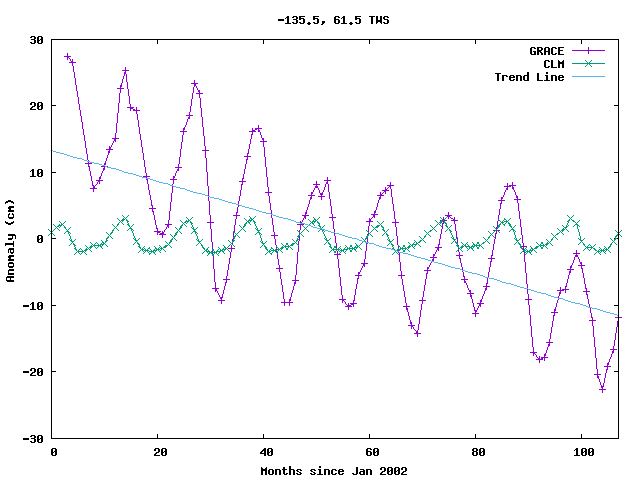 -135.5, 61.5 TWS
GRACE
CLM
Trend Line
30
20
10
0
-10
-20
-30
Anomaly (cm)
0 20 40 60 80 100
Months since Jan 2002